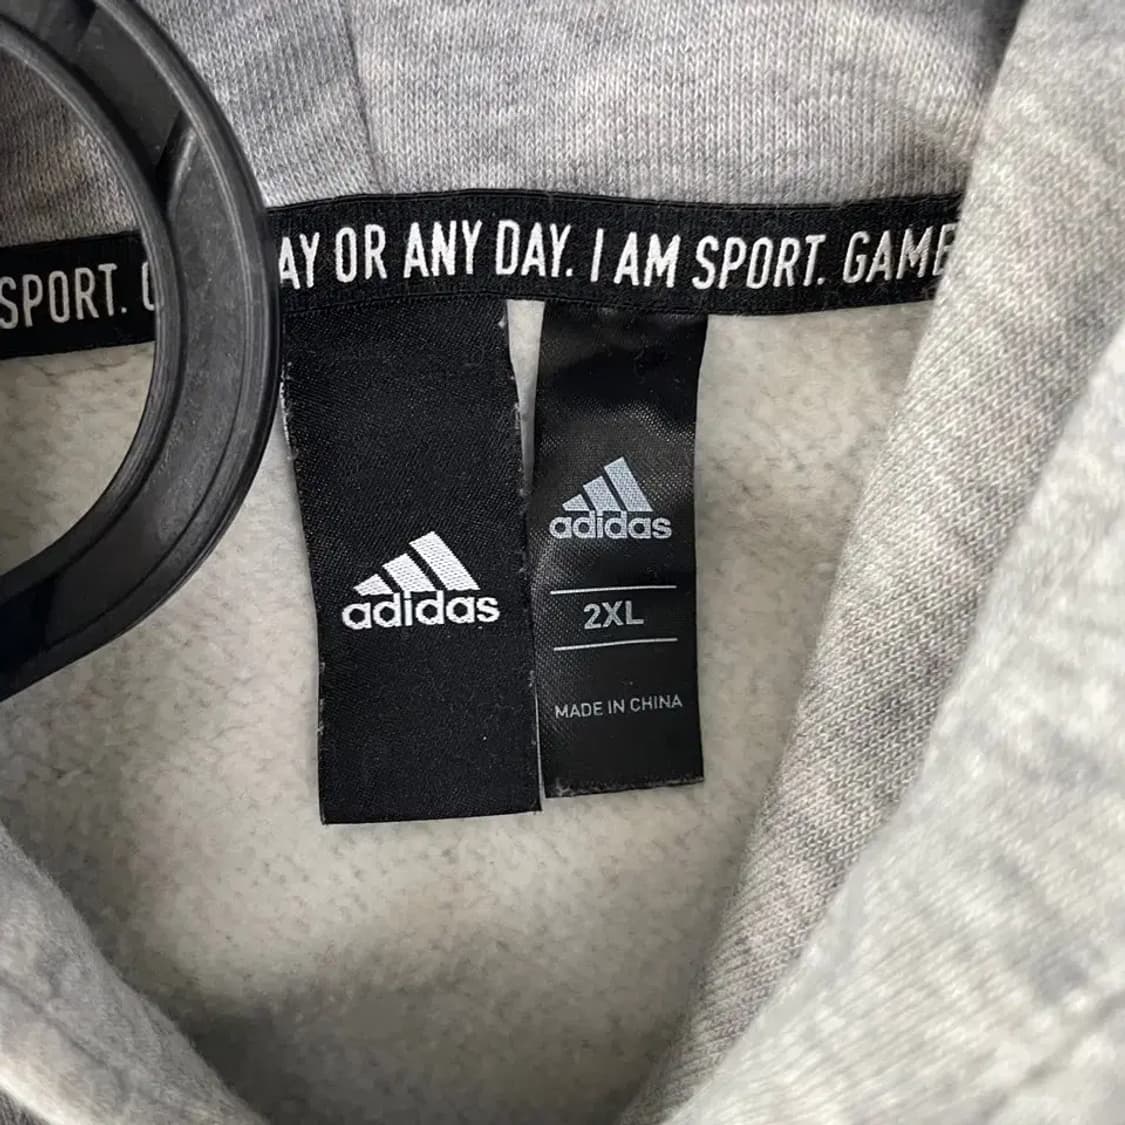 SPORT.
AY OR ANY DAY. I AM SPORT. GAME
adidas
adidas
2XL
MADE IN CHINA